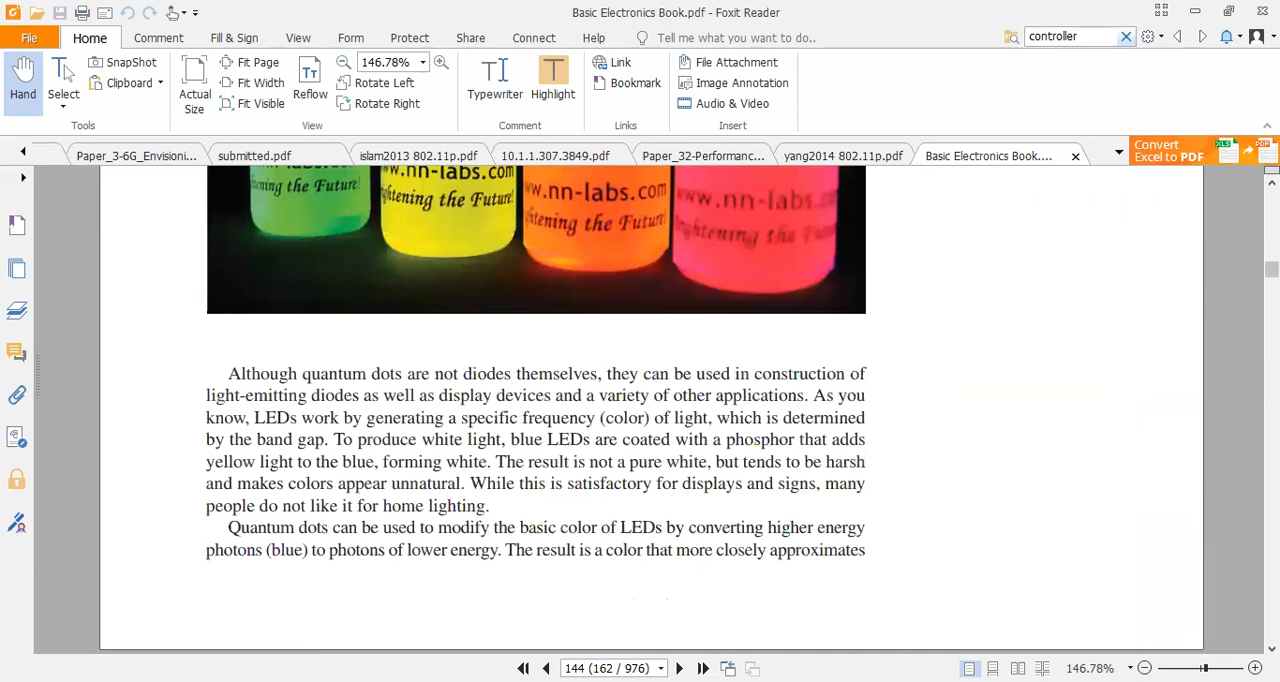 Basic Electronics Book.pdf - Foxit Reader
File Home Comment Fill & Sign View Form Protect Share Connect Help Tell me what you want to do.. controller
SnapShot Fit Page 146.78% Link File Attachment
Clipboard Fit Width Rotate Left Bookmark Image Annotation
Hand Select Actual Size Fit Visible Reflow Rotate Right Typewriter Highlight Audio & Video
Tools View Comment Links Insert
Paper_3-6G_Envisioni... submitted.pdf islam2013 802.11p.pdf 10.1.1.307.3849.pdf Paper_32-Performanc... yang2014 802.11p.pdf Basic Electronics Book....
Convert
Excel to PDF
www.nn-labs.com www.nn-labs.com www.nn-labs.com
ightening the Future! ightening the Future! Brightening the
Although quantum dots are not diodes themselves, they can be used in construction of
light-emitting diodes as well as display devices and a variety of other applications. As you
know, LEDs work by generating a specific frequency (color) of light, which is determined
by the band gap. To produce white light, blue LEDs are coated with a phosphor that adds
yellow light to the blue, forming white. The result is not a pure white, but tends to be harsh
and makes colors appear unnatural. While this is satisfactory for displays and signs, many
people do not like it for home lighting.
Quantum dots can be used to modify the basic color of LEDs by converting higher energy
photons (blue) to photons of lower energy. The result is a color that more closely approximates
144 (162 / 976) 146.78%